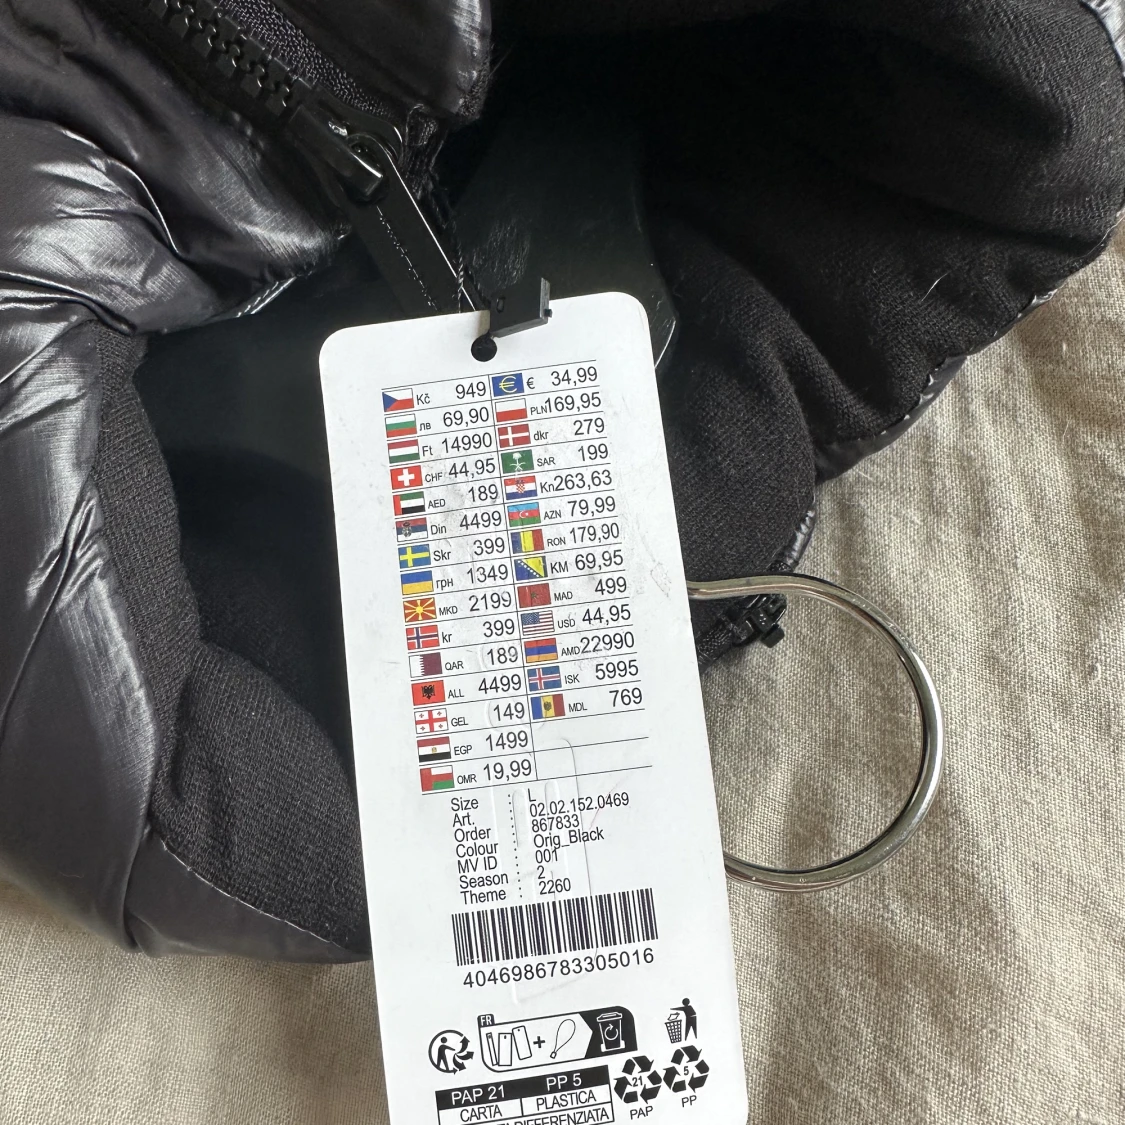 Kč 949 € 34,99
лв 69,90 PLN 169,95
Ft 14990 dkr 279
CHF 44,95 SAR 199
AED 189 Kn 263,63
Din 4499 AZN 79,99
Skr 399 RON 179,90
грн 1349 KM 69,95
MKD 2199 MAD 499
kr 399 USD 44,95
QAR 189 AMD 22990
ALL 4499 ISK 5995
GEL 149 MDL 769
EGP 1499
OMR 19,99
Size : L
Art. : 02.02.152.0469
Order : 867833
Colour : Orig_Black
MV ID : 001
Season : 2
Theme : 2260
4046986783305016
FR
+
PAP 21 PP 5
CARTA PLASTICA
DIFFERENZIATA
21 5
PAP PP